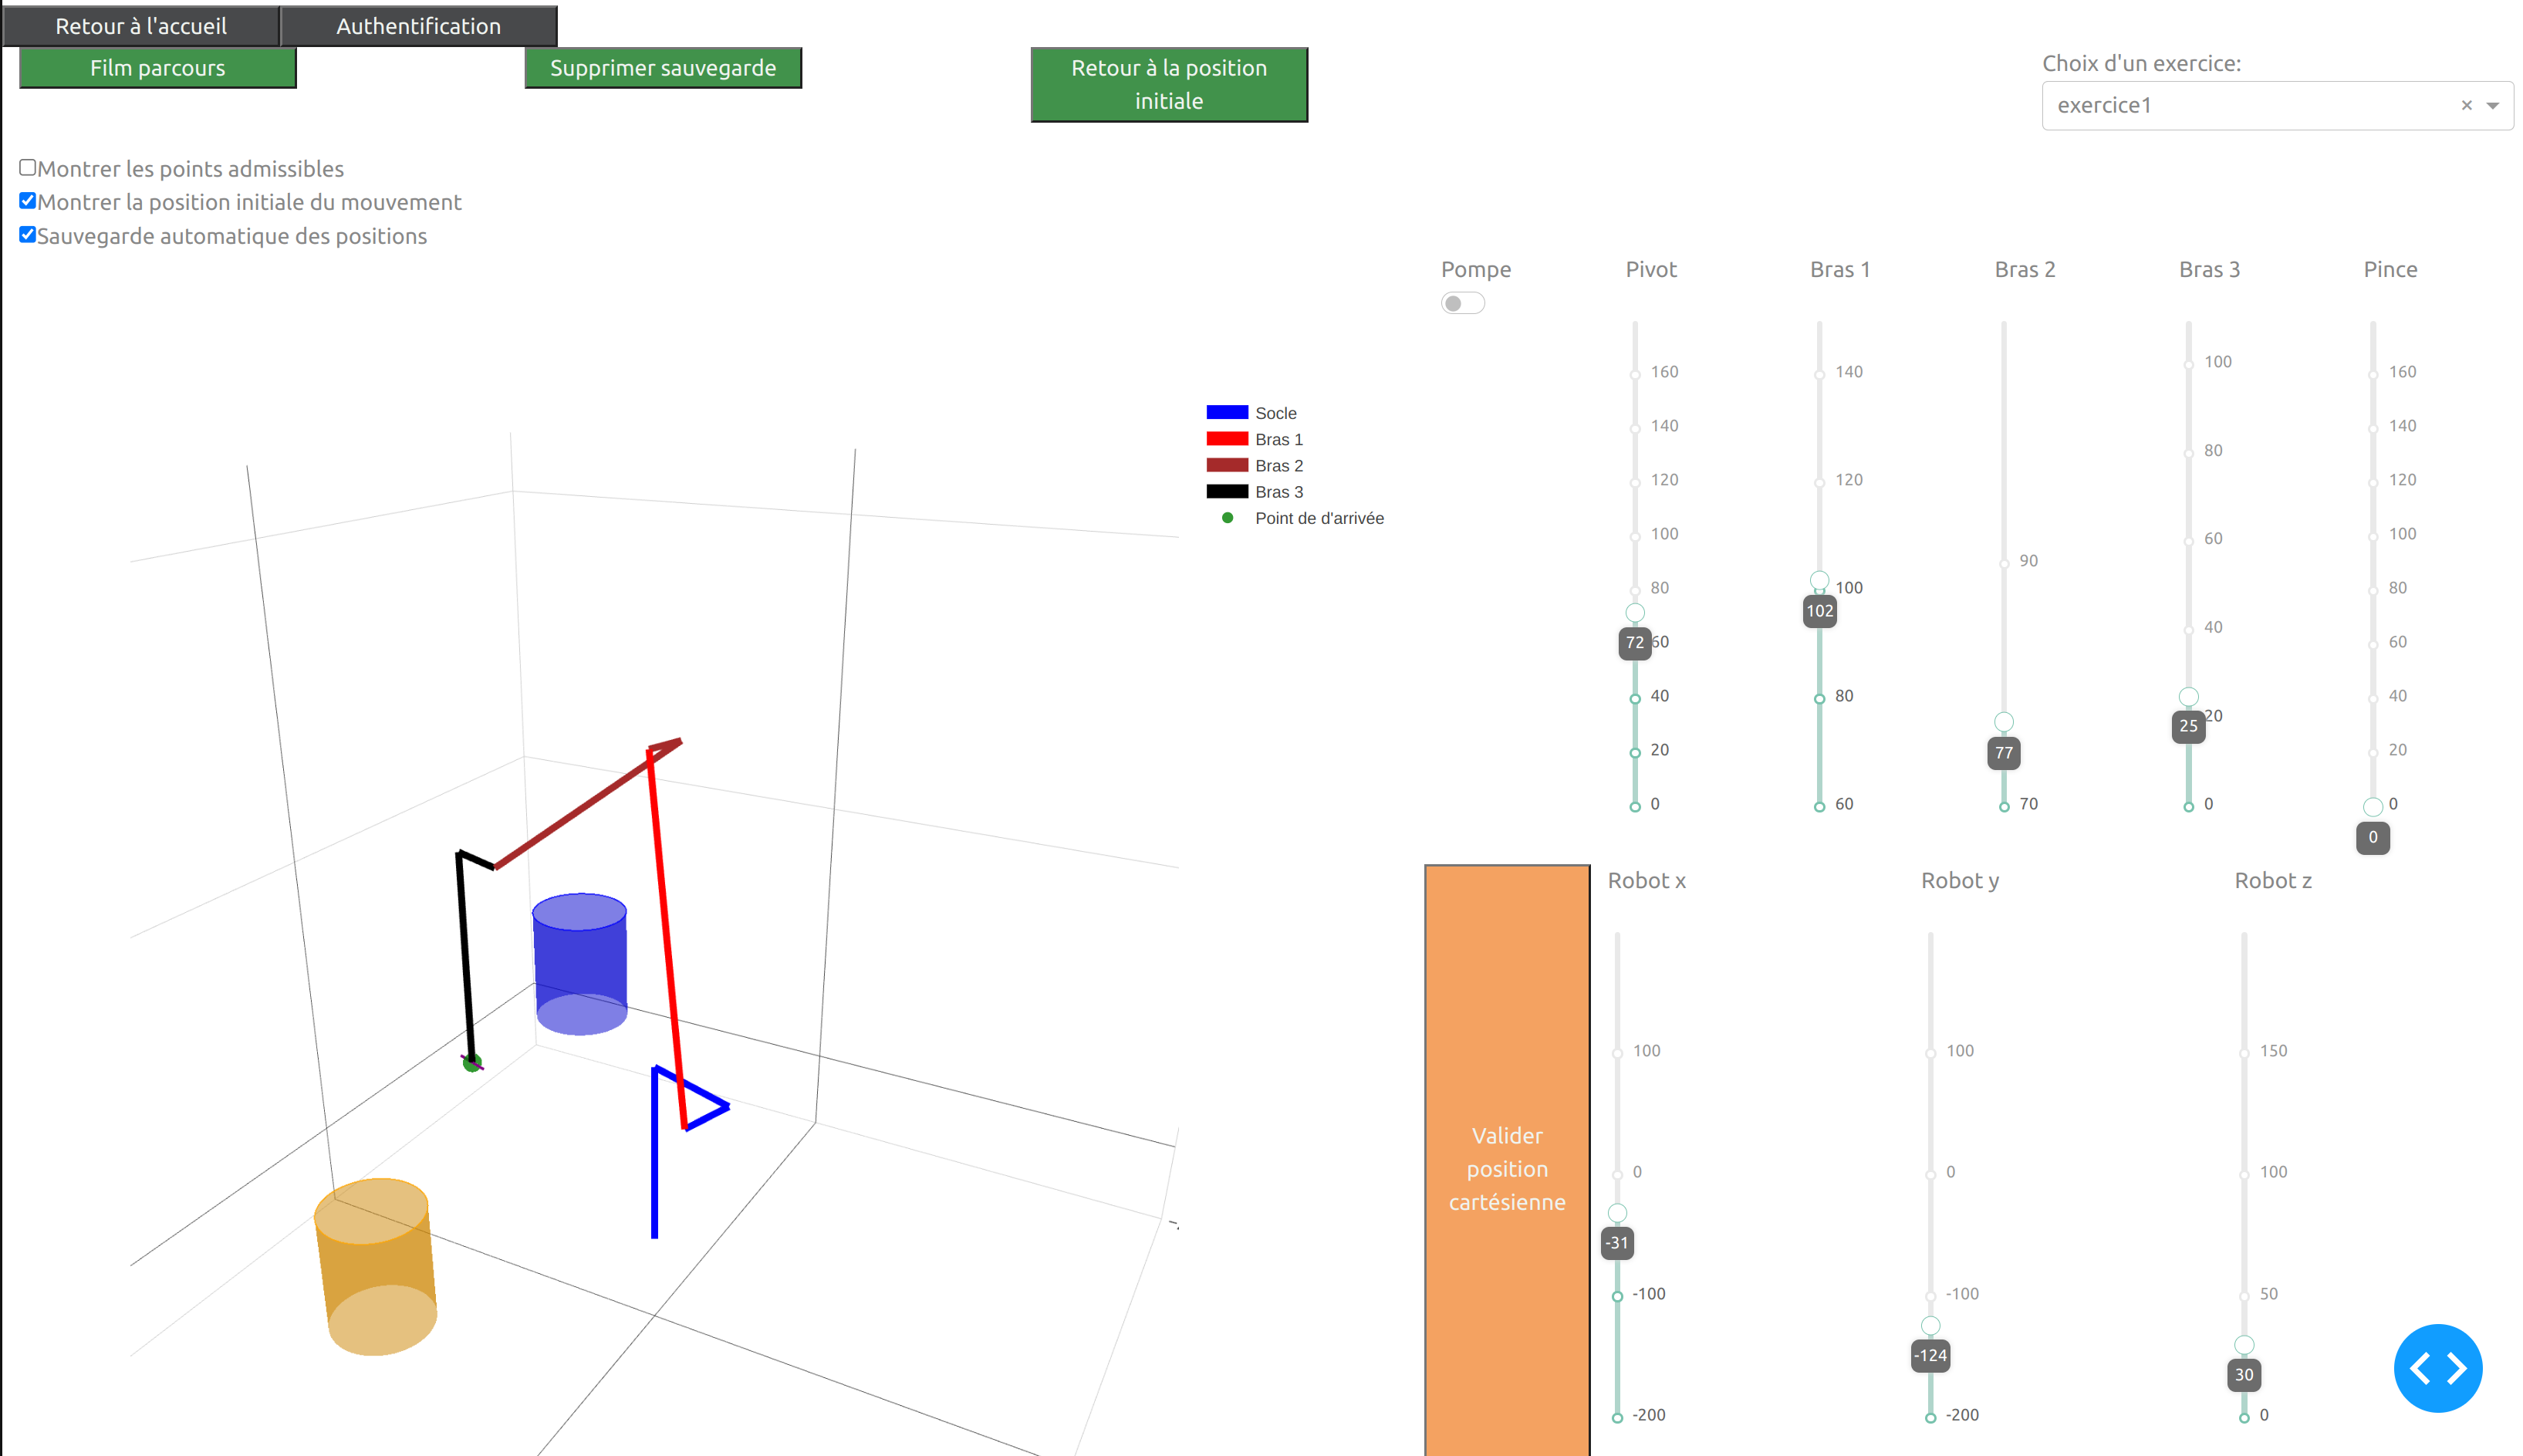 Retour à l'accueil
Authentification
Film parcours
Supprimer sauvegarde
Retour à la position
initiale
Choix d'un exercice:
exercice1
Montrer les points admissibles
Montrer la position initiale du mouvement
Sauvegarde automatique des positions
Socle
Bras 1
Bras 2
Bras 3
Point de d'arrivée
Pompe
Pivot
160
140
120
100
80
60
40
20
0
72
Bras 1
140
120
100
80
60
102
Bras 2
90
70
77
Bras 3
100
80
60
40
20
0
25
Pince
160
140
120
100
80
60
40
20
0
0
Valider
position
cartésienne
Robot x
100
0
-100
-200
-31
Robot y
100
0
-100
-200
-124
Robot z
150
100
50
0
30